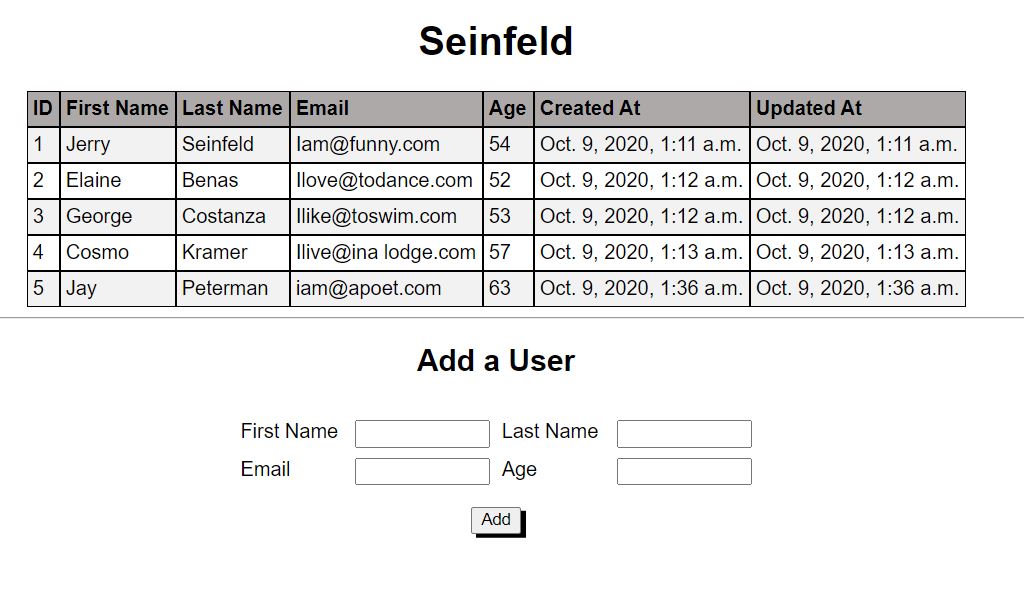 Seinfeld
ID First Name Last Name Email Age Created At Updated At
1 Jerry Seinfeld Iam@funny.com 54 Oct. 9, 2020, 1:11 a.m. Oct. 9, 2020, 1:11 a.m.
2 Elaine Benas Ilove@todance.com 52 Oct. 9, 2020, 1:12 a.m. Oct. 9, 2020, 1:12 a.m.
3 George Costanza Ilike@toswim.com 53 Oct. 9, 2020, 1:12 a.m. Oct. 9, 2020, 1:12 a.m.
4 Cosmo Kramer Ilive@ina lodge.com 57 Oct. 9, 2020, 1:13 a.m. Oct. 9, 2020, 1:13 a.m.
5 Jay Peterman iam@apoet.com 63 Oct. 9, 2020, 1:36 a.m. Oct. 9, 2020, 1:36 a.m.
Add a User
First Name Last Name
Email Age
Add